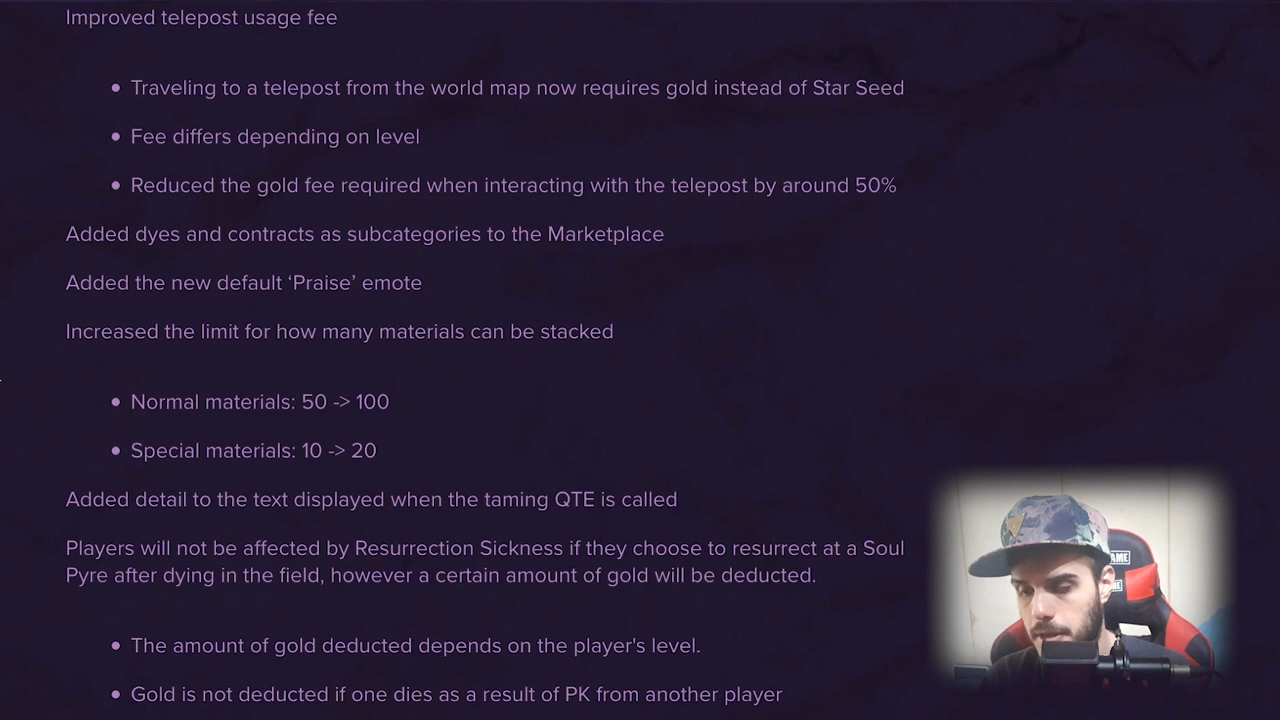 Improved telepost usage fee
Traveling to a telepost from the world map now requires gold instead of Star Seed
Fee differs depending on level
Reduced the gold fee required when interacting with the telepost by around 50%
Added dyes and contracts as subcategories to the Marketplace
Added the new default ‘Praise’ emote
Increased the limit for how many materials can be stacked
Normal materials: 50 -> 100
Special materials: 10 -> 20
Added detail to the text displayed when the taming QTE is called
Players will not be affected by Resurrection Sickness if they choose to resurrect at a Soul
Pyre after dying in the field, however a certain amount of gold will be deducted.
The amount of gold deducted depends on the player's level.
Gold is not deducted if one dies as a result of PK from another player